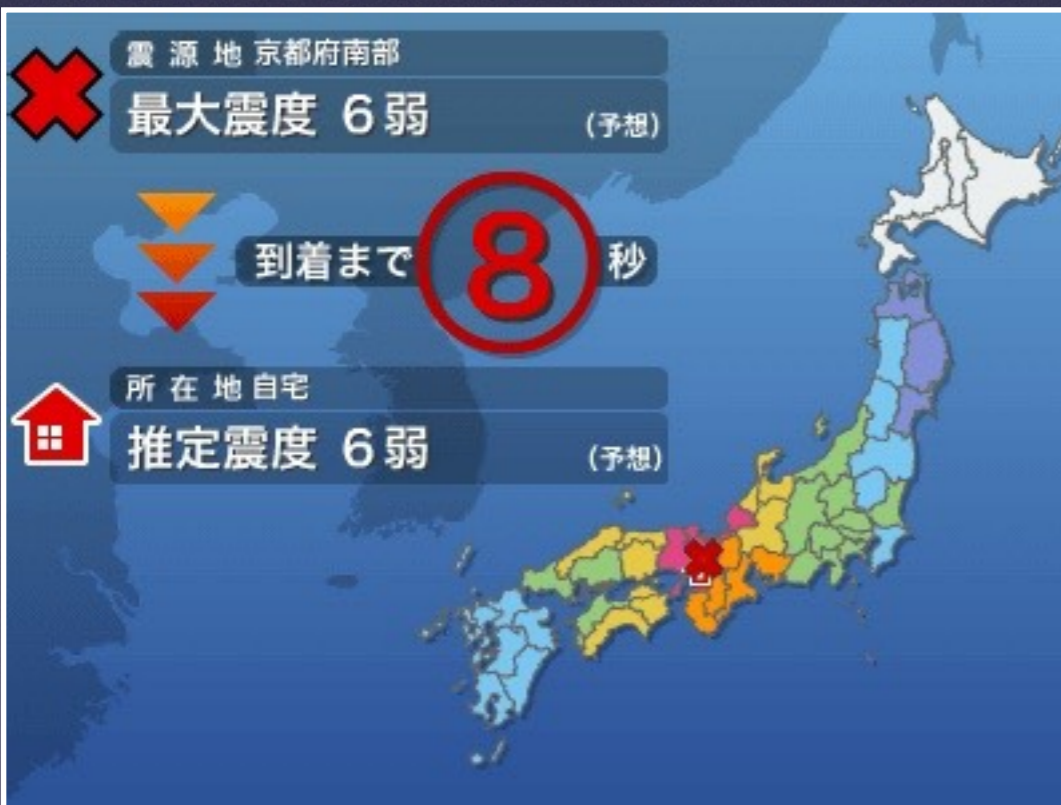 震源地 京都府南部
最大震度 6弱 (予想)
到着まで 8 秒
所在地 自宅
推定震度 6弱 (予想)